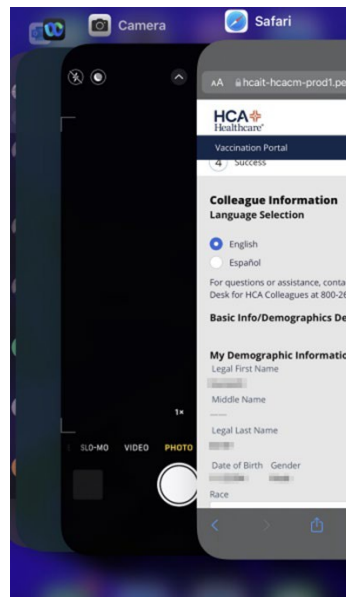 Camera
Safari
AA hcait-hcacm-prod1.pe
HCA
Healthcare®
Vaccination Portal
4 Success
Colleague Information
Language Selection
English
Español
For questions or assistance, conta
Desk for HCA Colleagues at 800-26
Basic Info/Demographics De
My Demographic Informatio
Legal First Name
Middle Name
1×
Legal Last Name
SLO-MO VIDEO PHOTO
Date of Birth Gender
Race